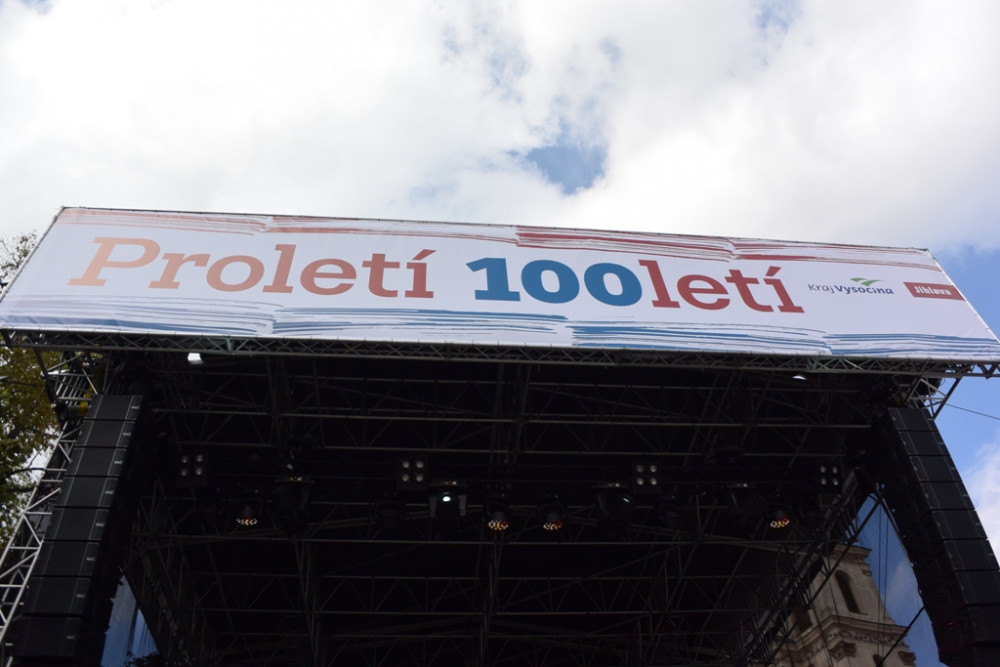 Proletí 100letí
Kraj Vysočina
Jihlava